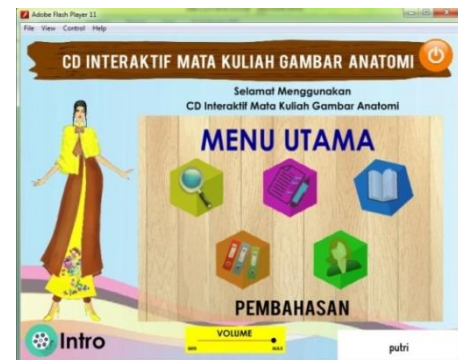 Adobe Flash Player 11
File View Control Help
CD INTERAKTIF MATA KULIAH GAMBAR ANATOMI
Selamat Menggunakan
CD Interaktif Mata Kuliah Gambar Anatomi
MENU UTAMA
PEMBAHASAN
Intro
VOLUME
MIN MAX
putri